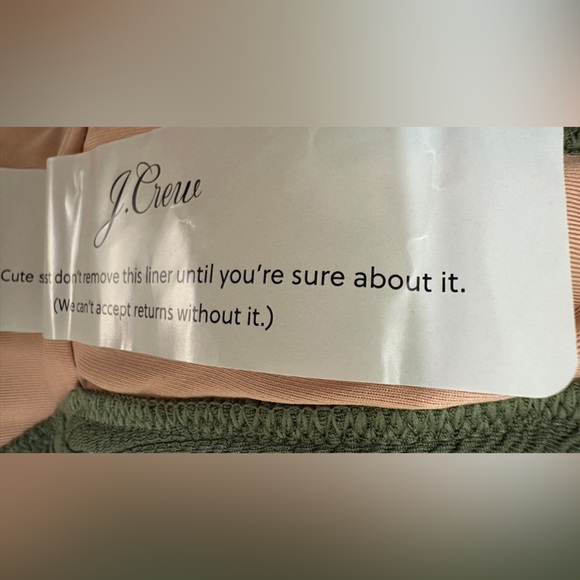 J.Crew
Cute don't remove this liner until you're sure about it.
(We can't accept returns without it.)